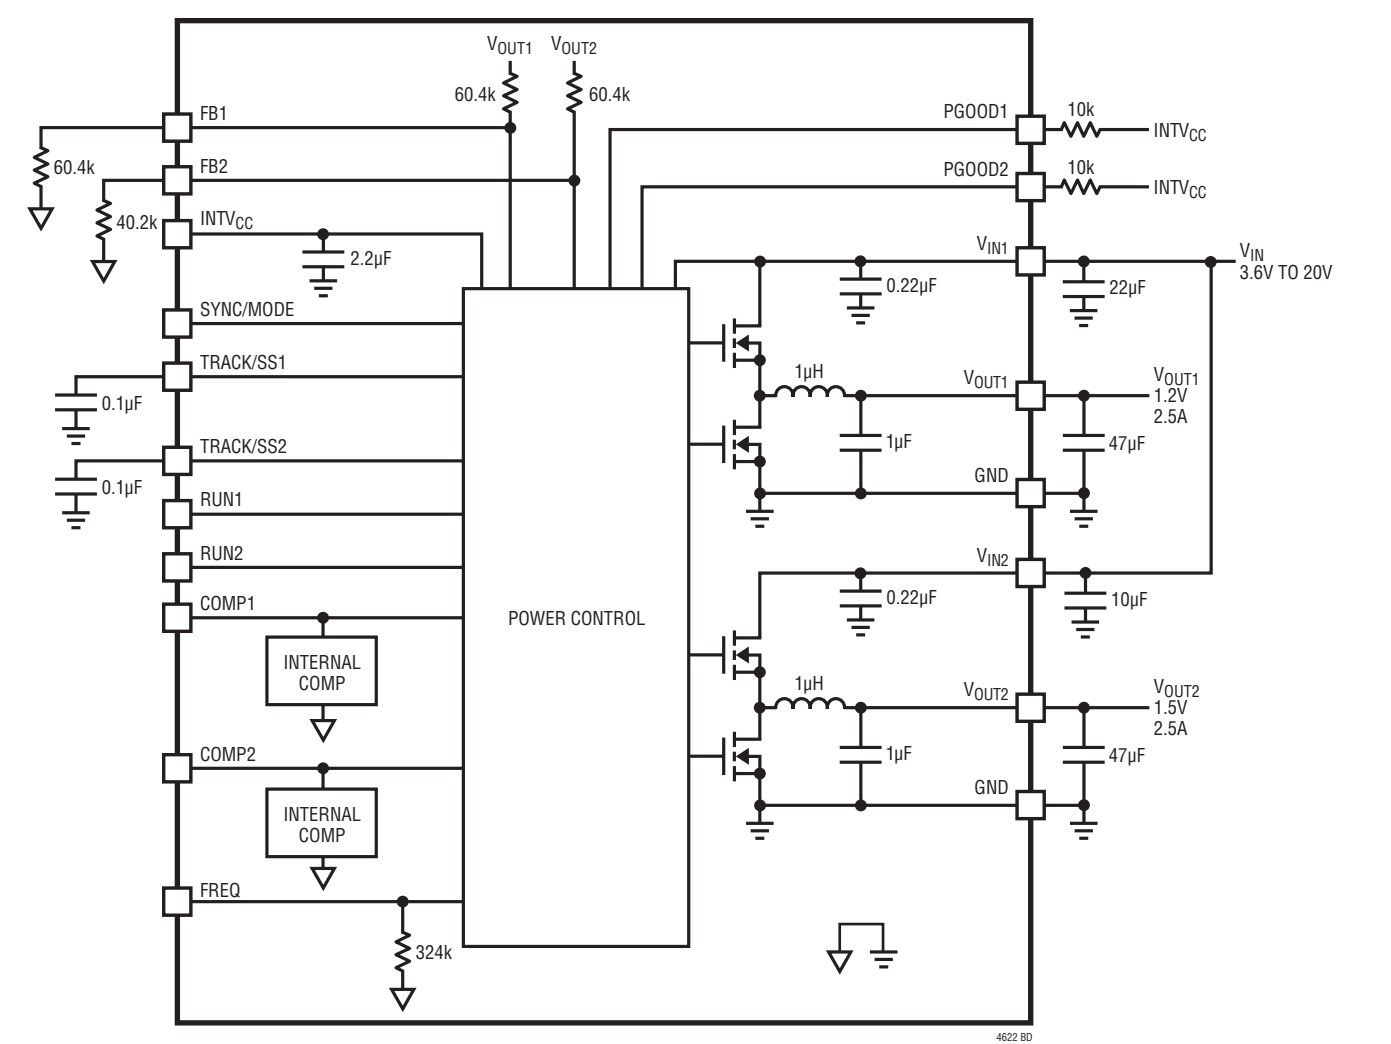 VOUT1 VOUT2
60.4k 60.4k
FB1
60.4k
FB2
40.2k
INTVCC
2.2µF
SYNC/MODE
TRACK/SS1
0.1µF
TRACK/SS2
0.1µF
RUN1
RUN2
COMP1
INTERNAL
COMP
COMP2
INTERNAL
COMP
FREQ
324k
POWER CONTROL
PGOOD1
10k
INTVCC
PGOOD2
10k
INTVCC
VIN1
VIN
3.6V TO 20V
0.22µF
22µF
1µH
VOUT1
VOUT1
1.2V
2.5A
1µF
47µF
GND
VIN2
0.22µF
10µF
1µH
VOUT2
VOUT2
1.5V
2.5A
1µF
47µF
GND
4622 BD